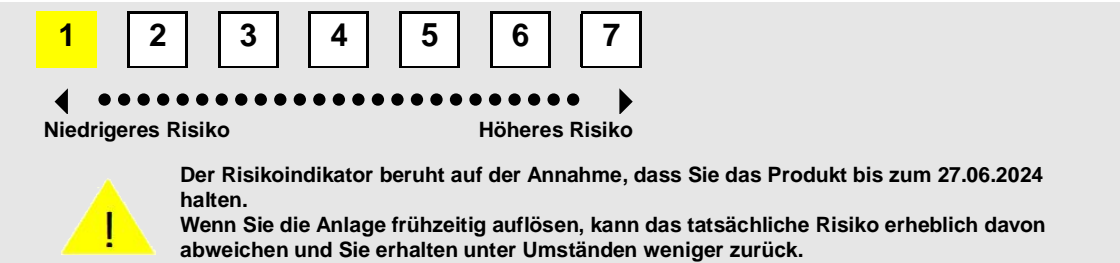 1 2 3 4 5 6 7
Niedrigeres Risiko Höheres Risiko
Der Risikoindikator beruht auf der Annahme, dass Sie das Produkt bis zum 27.06.2024
halten.
Wenn Sie die Anlage frühzeitig auflösen, kann das tatsächliche Risiko erheblich davon
abweichen und Sie erhalten unter Umständen weniger zurück.
!